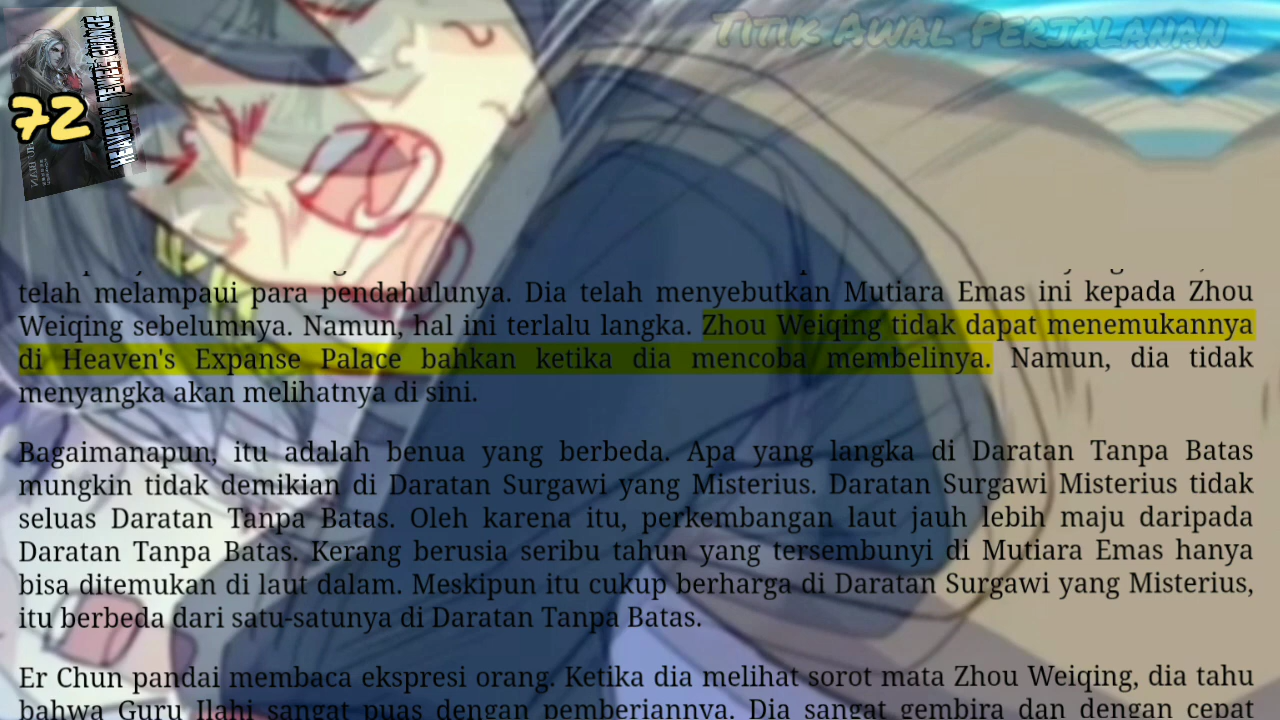 Titik Awal Perjalanan
HEAVENLY JEWEL CHANGE
72
telah melampaui para pendahulunya. Dia telah menyebutkan Mutiara Emas ini kepada Zhou
Weiqing sebelumnya. Namun, hal ini terlalu langka. Zhou Weiqing tidak dapat menemukannya
di Heaven's Expanse Palace bahkan ketika dia mencoba membelinya. Namun, dia tidak
menyangka akan melihatnya di sini.
Bagaimanapun, itu adalah benua yang berbeda. Apa yang langka di Daratan Tanpa Batas
mungkin tidak demikian di Daratan Surgawi yang Misterius. Daratan Surgawi Misterius tidak
seluas Daratan Tanpa Batas. Oleh karena itu, perkembangan laut jauh lebih maju daripada
Daratan Tanpa Batas. Kerang berusia seribu tahun yang tersembunyi di Mutiara Emas hanya
bisa ditemukan di laut dalam. Meskipun itu cukup berharga di Daratan Surgawi yang Misterius,
itu berbeda dari satu-satunya di Daratan Tanpa Batas.
Er Chun pandai membaca ekspresi orang. Ketika dia melihat sorot mata Zhou Weiqing, dia tahu
bahwa Guru Ilahi sangat puas dengan pemberiannya. Dia sangat gembira dan dengan cepat